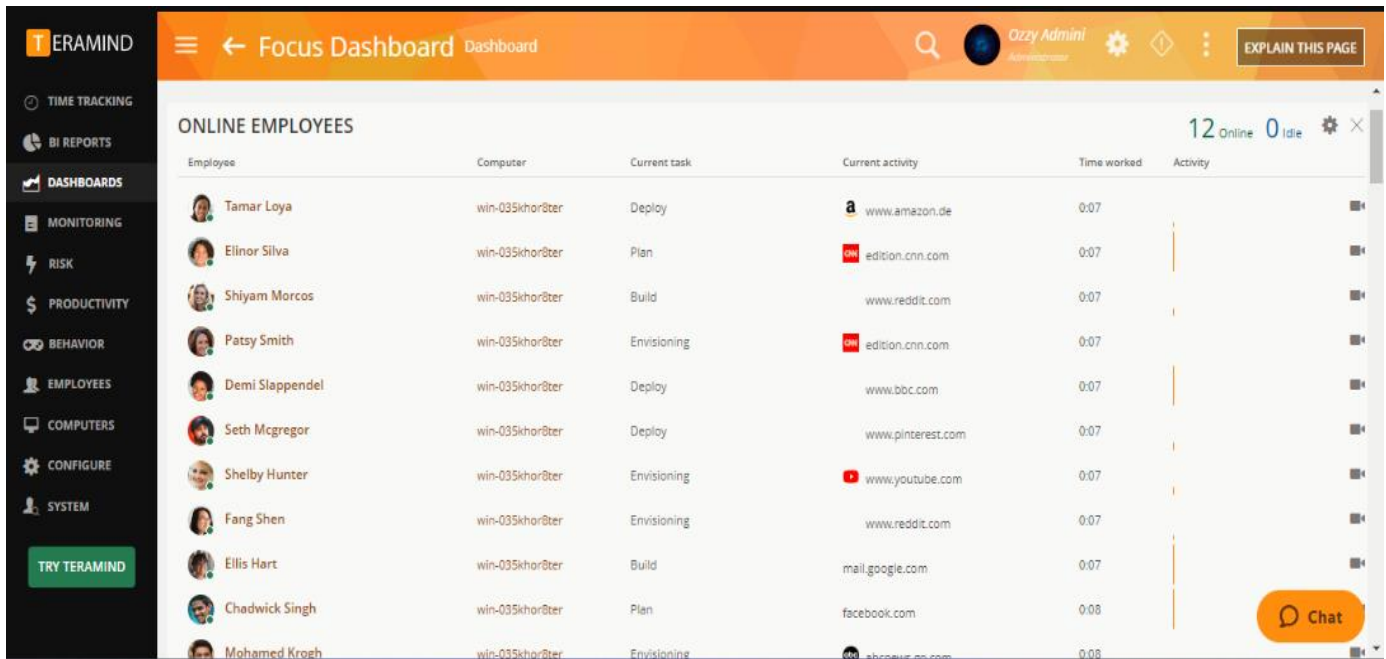 TERAMIND
Focus Dashboard Dashboard
Ozzy Admini
Administrator
EXPLAIN THIS PAGE
TIME TRACKING
BI REPORTS
DASHBOARDS
MONITORING
RISK
PRODUCTIVITY
BEHAVIOR
EMPLOYEES
COMPUTERS
CONFIGURE
SYSTEM
TRY TERAMIND
ONLINE EMPLOYEES
12 Online 0 Idle
Employee Computer Current task Current activity Time worked Activity
Tamar Loya win-035khor8ter Deploy a www.amazon.de 0:07
Elinor Silva win-035khor8ter Plan CNN edition.cnn.com 0:07
Shiyam Morcos win-035khor8ter Build www.reddit.com 0:07
Patsy Smith win-035khor8ter Envisioning CNN edition.cnn.com 0:07
Demi Slappendel win-035khor8ter Deploy www.bbc.com 0:07
Seth Mcgregor win-035khor8ter Deploy www.pinterest.com 0:07
Shelby Hunter win-035khor8ter Envisioning www.youtube.com 0:07
Fang Shen win-035khor8ter Envisioning www.reddit.com 0:07
Ellis Hart win-035khor8ter Build mail.google.com 0:07
Chadwick Singh win-035khor8ter Plan facebook.com 0:08
Mohamed Krogh win-035khor8ter Envisioning abc abcnews.go.com 0:08
Chat